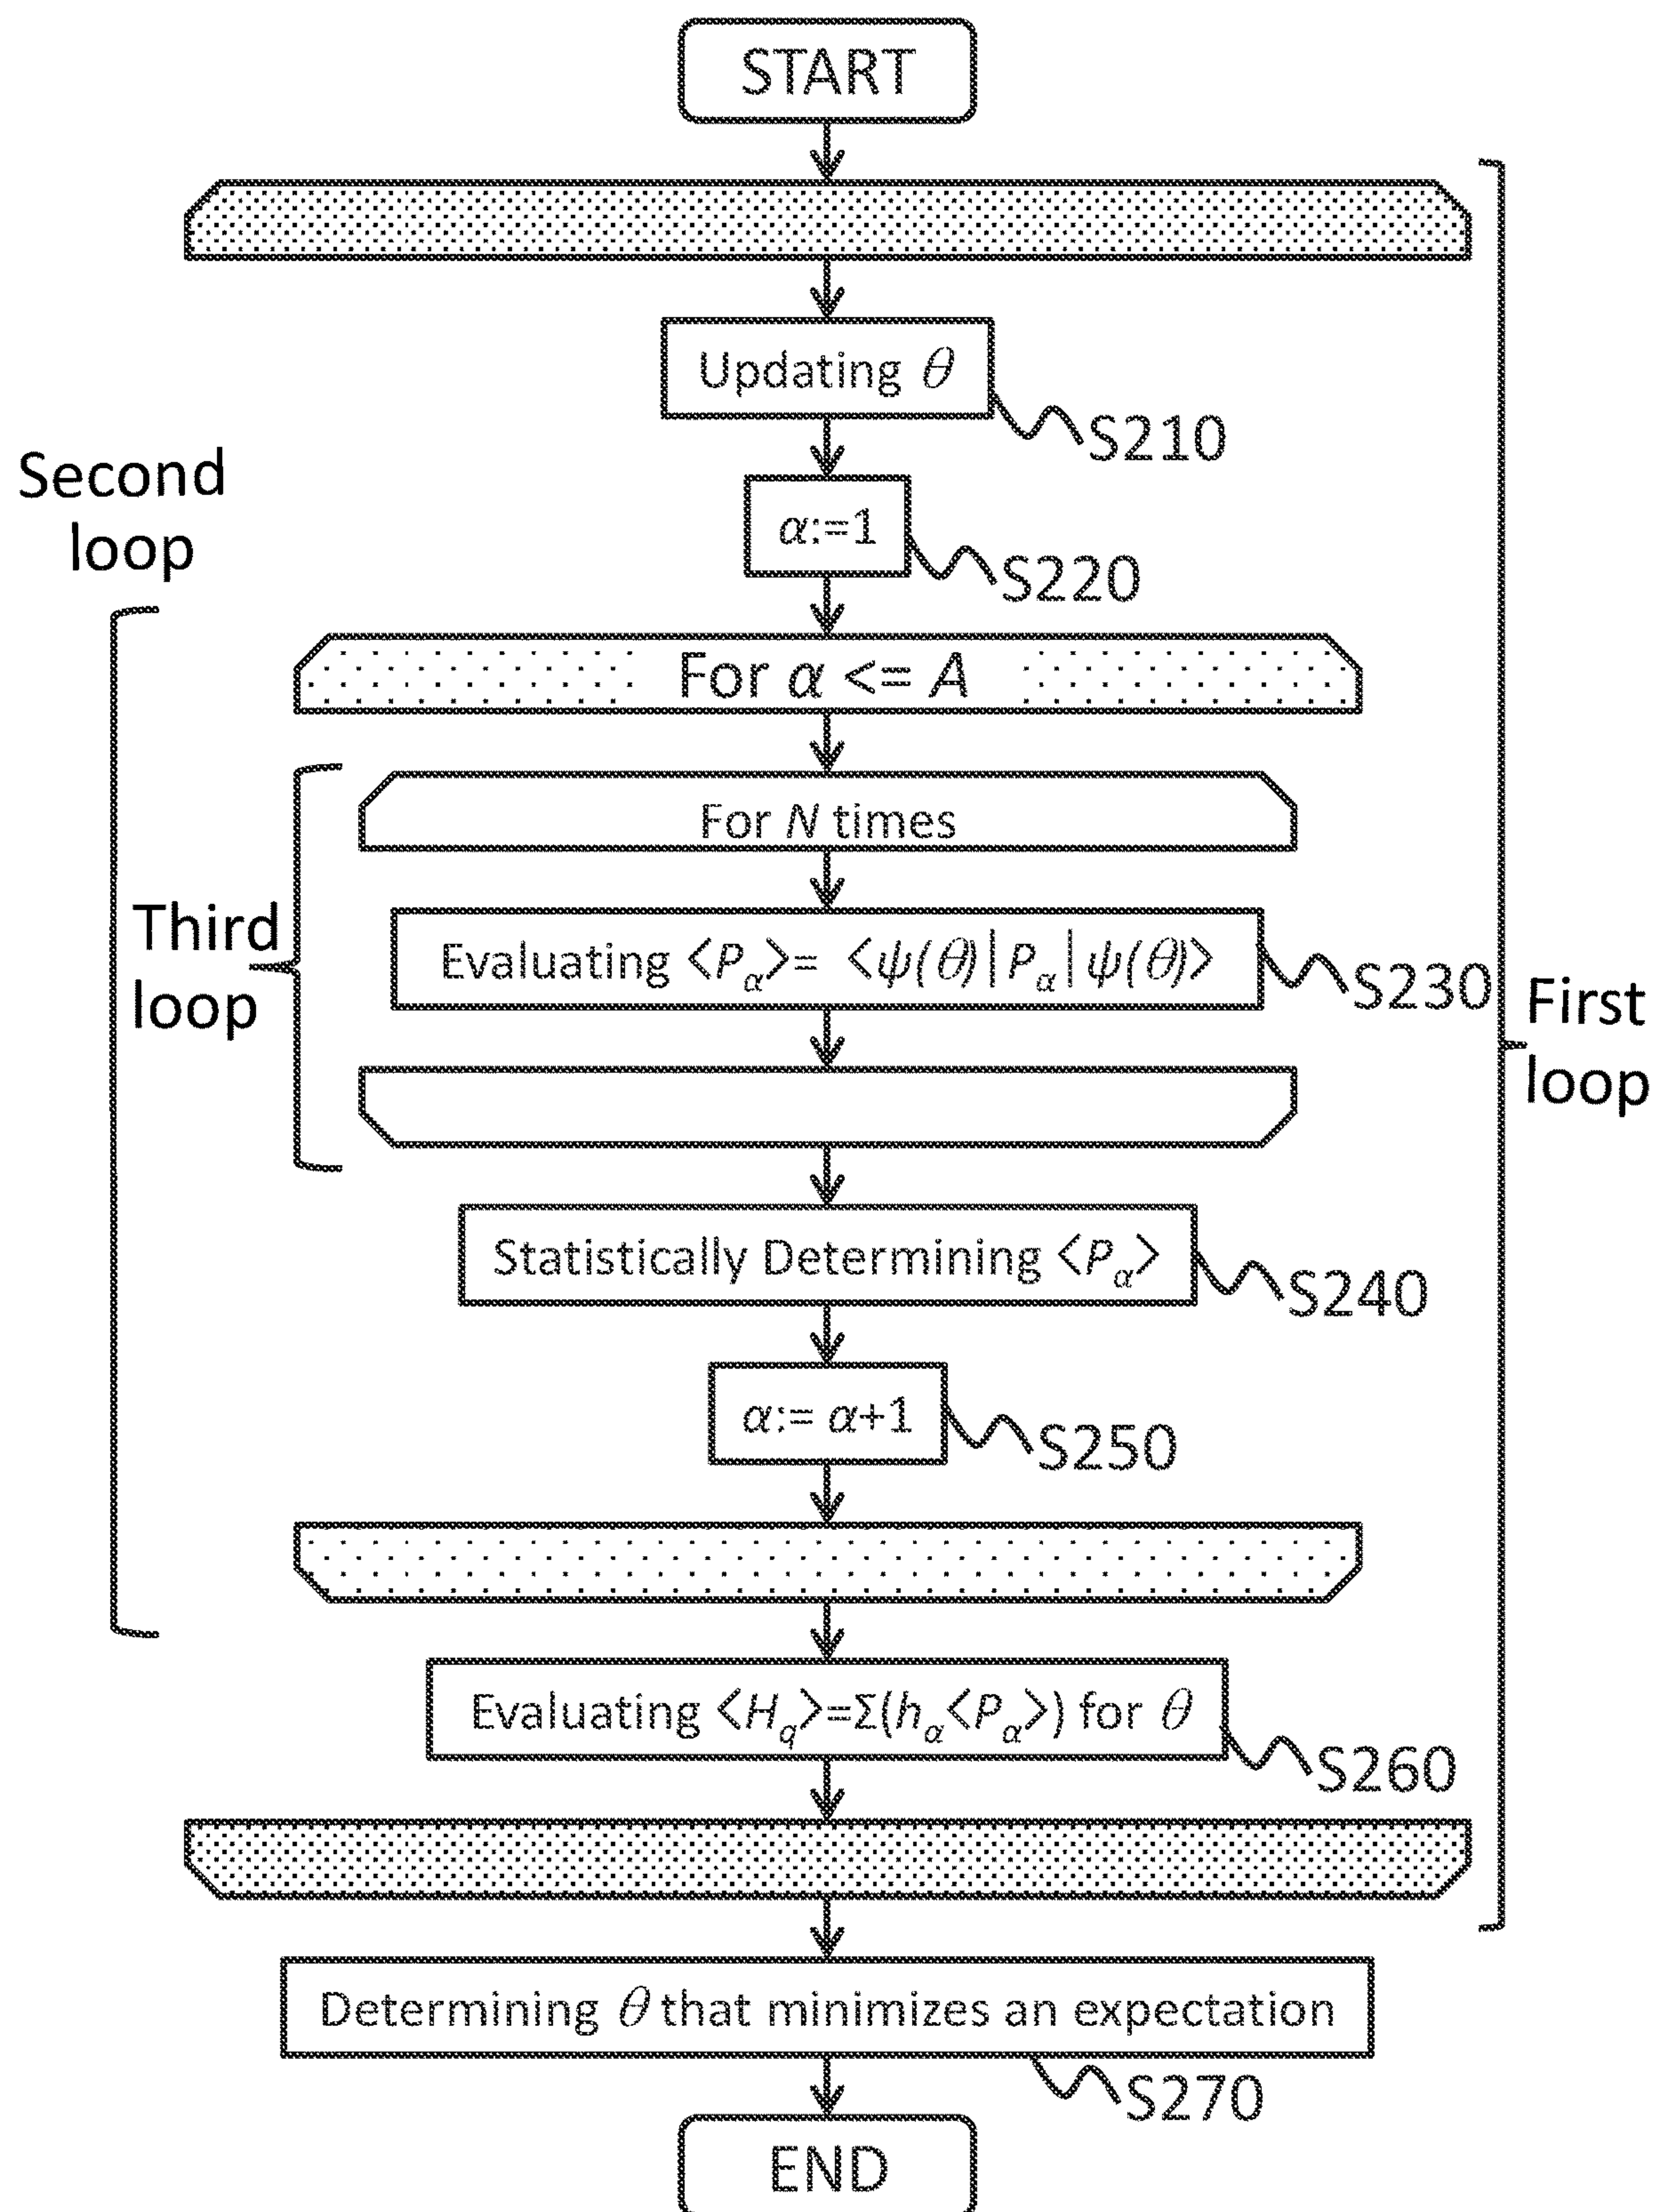 START
Updating θ
S210
Second
loop
α:=1
S220
For α <= A
For N times
Third
loop
Evaluating <Pα>= <ψ(θ)|Pα|ψ(θ)>
S230
First
loop
Statistically Determining <Pα>
S240
α:= α+1
S250
Evaluating <Hq>=Σ(hα<Pα>) for θ
S260
Determining θ that minimizes an expectation
S270
END